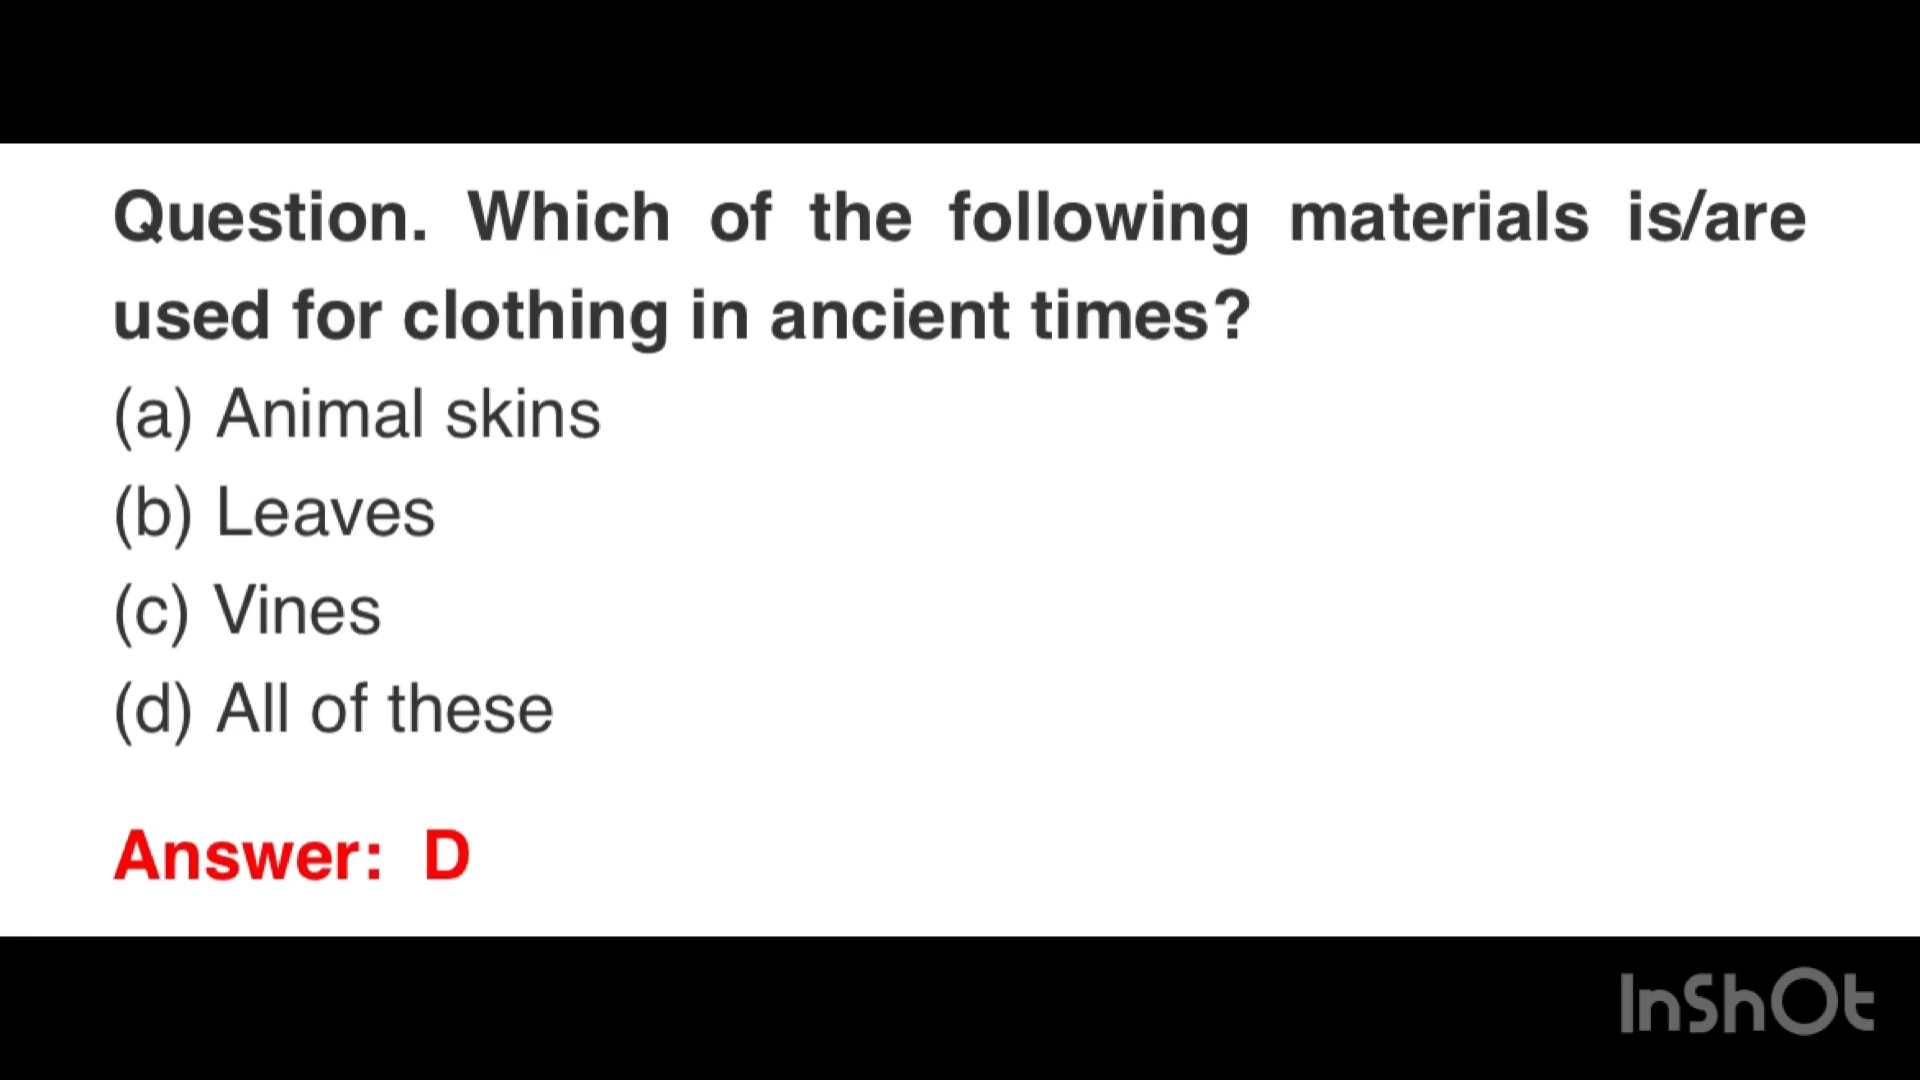 Question. Which of the following materials is/are
used for clothing in ancient times?
(a) Animal skins
(b) Leaves
(c) Vines
(d) All of these
Answer: D
InShOt